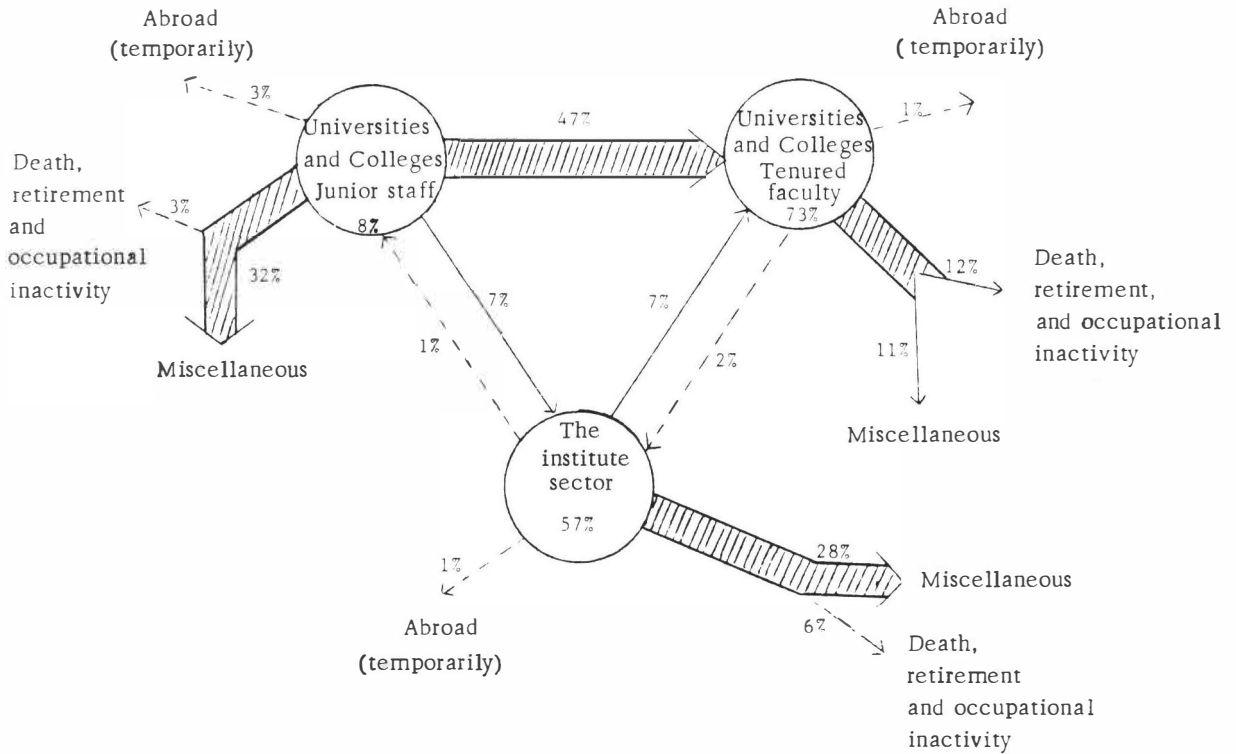 Abroad
(temporarily)
3%
Universities
and Colleges
Junior staff
8%
47%
Abroad
(temporarily)
1%
Universities
and Colleges
Tenured
faculty
73%
Death,
retirement
and
occupational
inactivity
3%
32%
Miscellaneous
7%
1%
7%
2%
12%
Death,
retirement,
and occupational
inactivity
11%
Miscellaneous
The
institute
sector
57%
1%
Abroad
(temporarily)
28%
Miscellaneous
6%
Death,
retirement
and occupational
inactivity